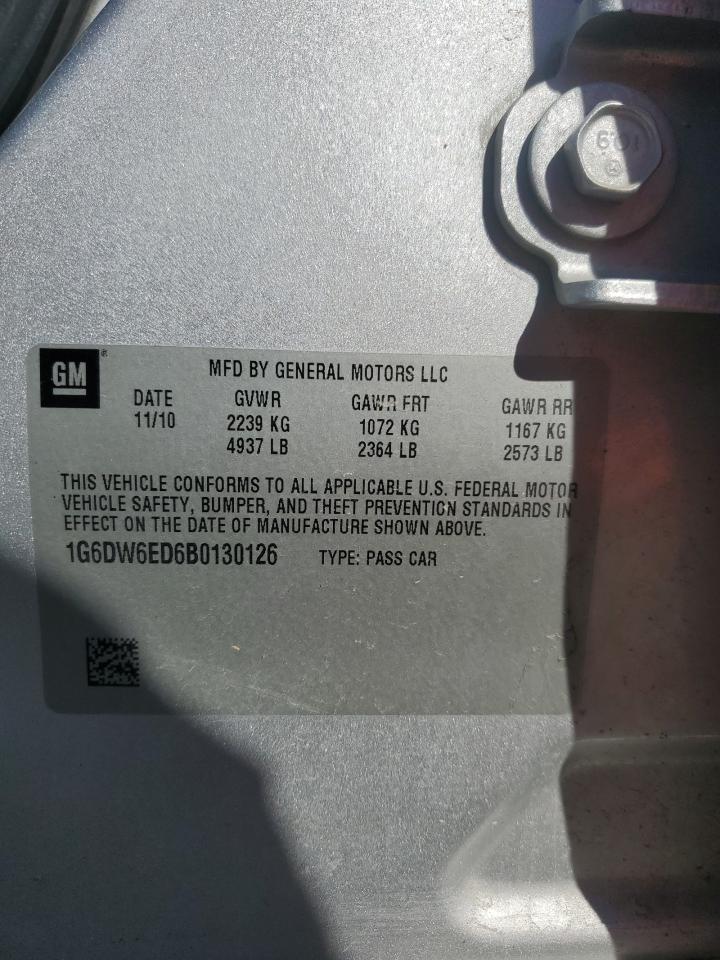 10.9
GM®
MFD BY GENERAL MOTORS LLC
DATE GVWR GAWR FRT GAWR RR
11/10 2239 KG 1072 KG 1167 KG
4937 LB 2364 LB 2573 LB
THIS VEHICLE CONFORMS TO ALL APPLICABLE U.S. FEDERAL MOTOR
VEHICLE SAFETY, BUMPER, AND THEFT PREVENTION STANDARDS IN
EFFECT ON THE DATE OF MANUFACTURE SHOWN ABOVE.
1G6DW6ED6B0130126 TYPE: PASS CAR